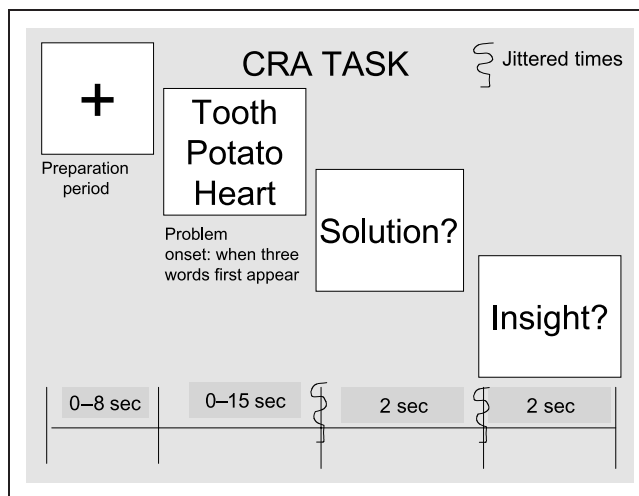 CRA TASK
Jittered times
+
Preparation
period
Tooth
Potato
Heart
Problem
onset: when three
words first appear
Solution?
Insight?
0–8 sec
0–15 sec
2 sec
2 sec